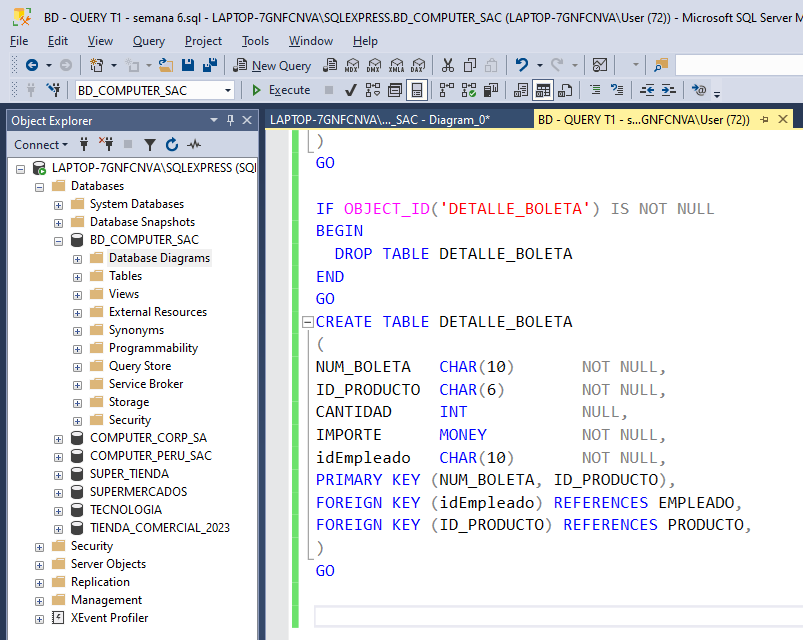 BD - QUERY T1 - semana 6.sql - LAPTOP-7GNFCNVA\SQLEXPRESS.BD_COMPUTER_SAC (LAPTOP-7GNFCNVA\User (72)) - Microsoft SQL Server M
File Edit View Query Project Tools Window Help
New Query MDX DMX XMLA DAX
BD_COMPUTER_SAC Execute
Object Explorer
LAPTOP-7GNFCNVA\..._SAC - Diagram_0* BD - QUERY T1 - s...GNFCNVA\User (72))
Connect
LAPTOP-7GNFCNVA\SQLEXPRESS (SQL
Databases
System Databases
Database Snapshots
BD_COMPUTER_SAC
Database Diagrams
Tables
Views
External Resources
Synonyms
Programmability
Query Store
Service Broker
Storage
Security
COMPUTER_CORP_SA
COMPUTER_PERU_SAC
SUPER_TIENDA
SUPERMERCADOS
TECNOLOGIA
TIENDA_COMERCIAL_2023
Security
Server Objects
Replication
Management
XEvent Profiler
)
GO
IF OBJECT_ID('DETALLE_BOLETA') IS NOT NULL
BEGIN
DROP TABLE DETALLE_BOLETA
END
GO
CREATE TABLE DETALLE_BOLETA
(
NUM_BOLETA CHAR(10) NOT NULL,
ID_PRODUCTO CHAR(6) NOT NULL,
CANTIDAD INT NULL,
IMPORTE MONEY NOT NULL,
idEmpleado CHAR(10) NOT NULL,
PRIMARY KEY (NUM_BOLETA, ID_PRODUCTO),
FOREIGN KEY (idEmpleado) REFERENCES EMPLEADO,
FOREIGN KEY (ID_PRODUCTO) REFERENCES PRODUCTO,
)
GO